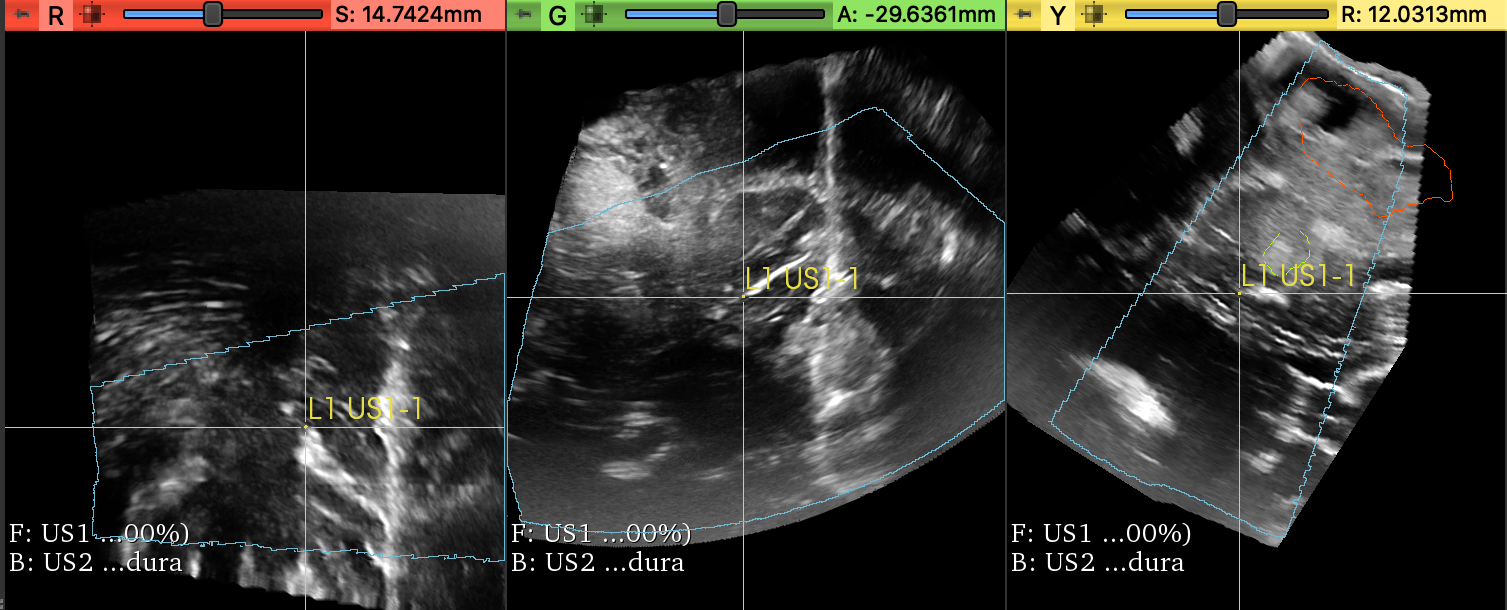 R S: 14.7424mm
G A: -29.6361mm
Y R: 12.0313mm
L1 US1-1
L1 US1-1
L1 US1-1
F: US1 ...00%)
B: US2 ...dura
F: US1 ...00%)
B: US2 ...dura
F: US1 ...00%)
B: US2 ...dura